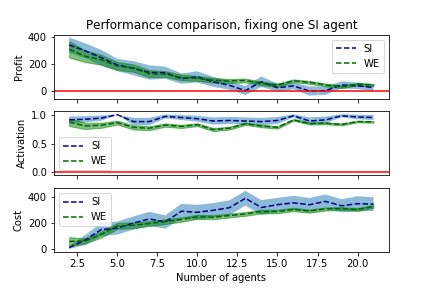 Performance comparison, fixing one SI agent
Profit
400
200
0
SI
WE
Activation
1.0
0.5
0.0
SI
WE
Cost
400
200
0
SI
WE
2.5 5.0 7.5 10.0 12.5 15.0 17.5 20.0
Number of agents